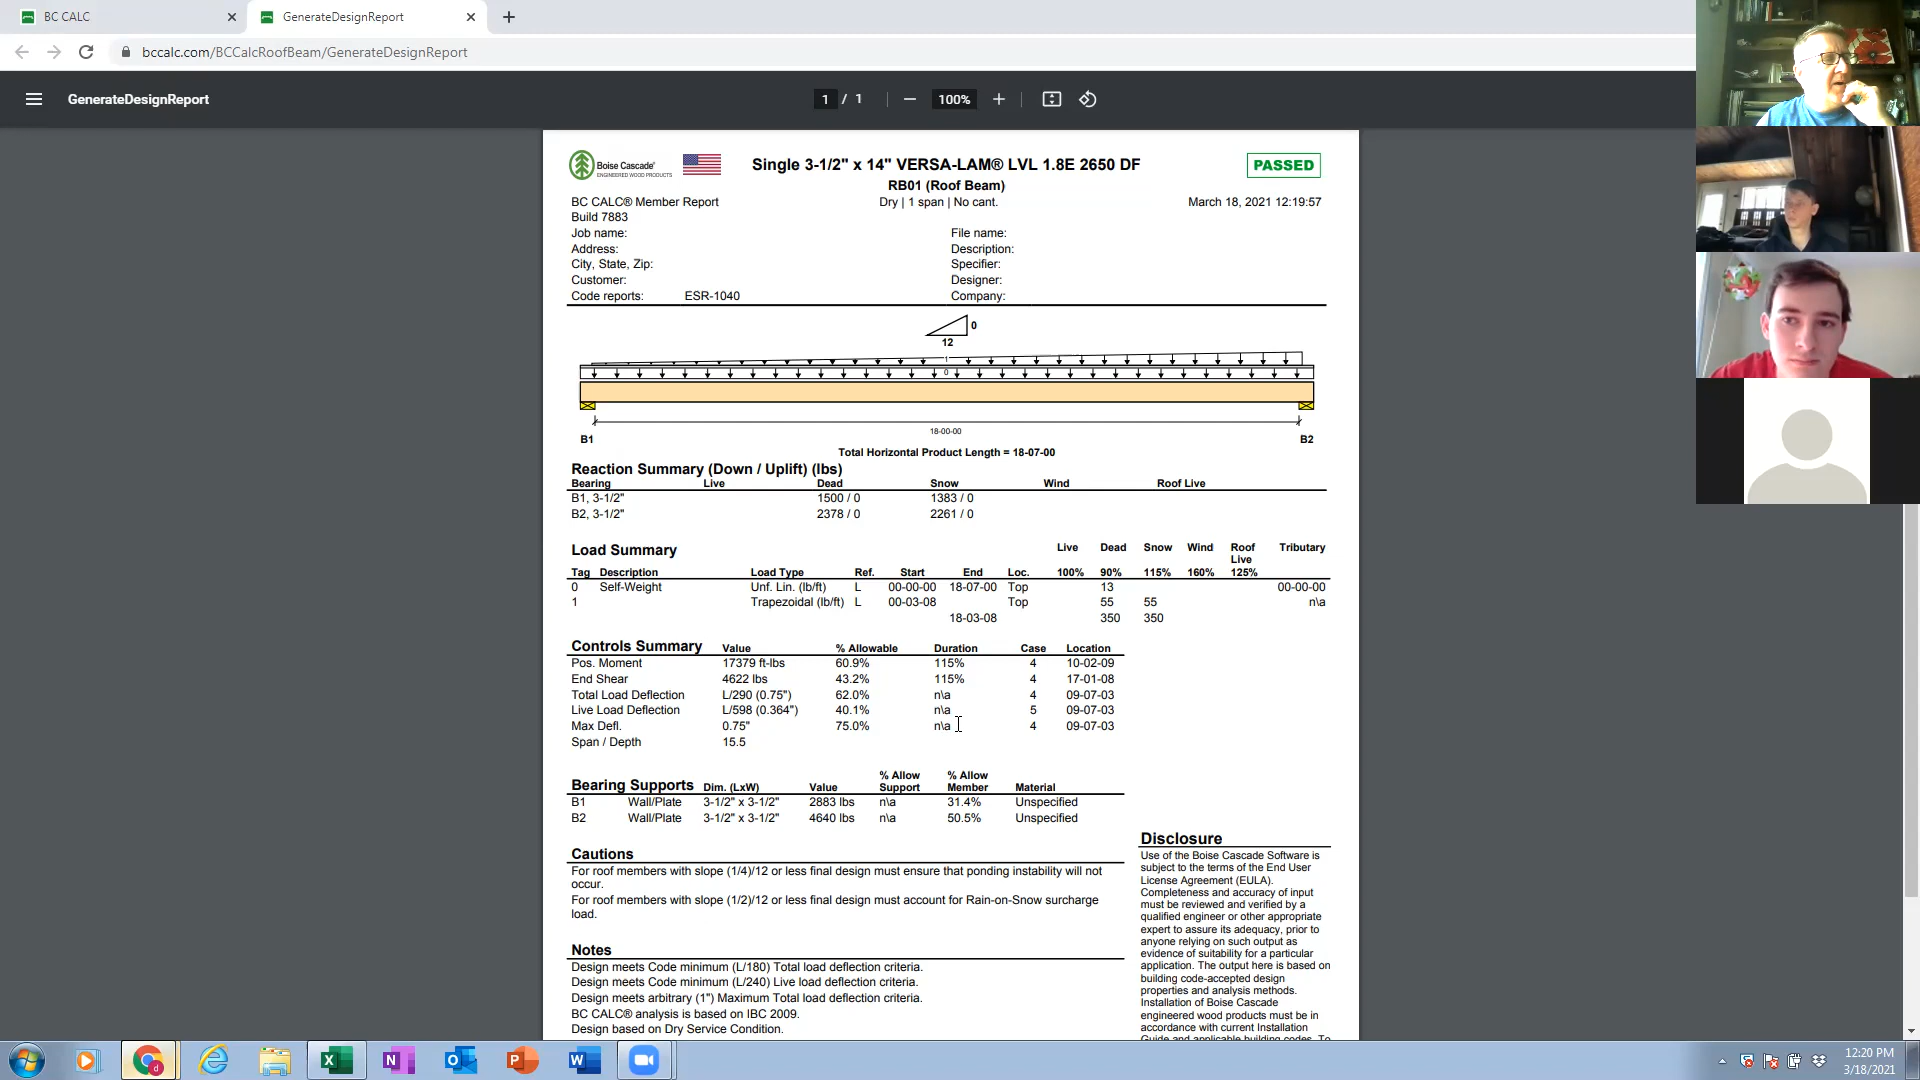 BC CALC
GenerateDesignReport
bccalc.com/BCCalcRoofBeam/GenerateDesignReport
GenerateDesignReport
1 / 1
100%
Boise Cascade®
ENGINEERED WOOD PRODUCTS
Single 3-1/2" x 14" VERSA-LAM® LVL 1.8E 2650 DF
PASSED
RB01 (Roof Beam)
BC CALC® Member Report
Dry | 1 span | No cant.
March 18, 2021 12:19:57
Build 7883
Job name:
File name:
Address:
Description:
City, State, Zip:
Specifier:
Customer:
Designer:
Code reports: ESR-1040
Company:
0
12
1
0
18-00-00
B1
B2
Total Horizontal Product Length = 18-07-00
Reaction Summary (Down / Uplift) (lbs)
Bearing Live Dead Snow Wind Roof Live
B1, 3-1/2" 1500 / 0 1383 / 0
B2, 3-1/2" 2378 / 0 2261 / 0
Load Summary
Live Dead Snow Wind Roof Live Tributary
Tag Description Load Type Ref. Start End Loc. 100% 90% 115% 160% 125%
0 Self-Weight Unf. Lin. (lb/ft) L 00-00-00 18-07-00 Top 13 00-00-00
1 Trapezoidal (lb/ft) L 00-03-08 Top 55 55 n\a
18-03-08 350 350
Controls Summary Value % Allowable Duration Case Location
Pos. Moment 17379 ft-lbs 60.9% 115% 4 10-02-09
End Shear 4622 lbs 43.2% 115% 4 17-01-08
Total Load Deflection L/290 (0.75") 62.0% n\a 4 09-07-03
Live Load Deflection L/598 (0.364") 40.1% n\a 5 09-07-03
Max Defl. 0.75" 75.0% n\a 4 09-07-03
Span / Depth 15.5
% Allow % Allow
Bearing Supports Dim. (LxW) Value Support Member Material
B1 Wall/Plate 3-1/2" x 3-1/2" 2883 lbs n\a 31.4% Unspecified
B2 Wall/Plate 3-1/2" x 3-1/2" 4640 lbs n\a 50.5% Unspecified
Cautions
For roof members with slope (1/4)/12 or less final design must ensure that ponding instability will not
occur.
For roof members with slope (1/2)/12 or less final design must account for Rain-on-Snow surcharge
load.
Notes
Design meets Code minimum (L/180) Total load deflection criteria.
Design meets Code minimum (L/240) Live load deflection criteria.
Design meets arbitrary (1") Maximum Total load deflection criteria.
BC CALC® analysis is based on IBC 2009.
Design based on Dry Service Condition.
Disclosure
Use of the Boise Cascade Software is
subject to the terms of the End User
License Agreement (EULA).
Completeness and accuracy of input
must be reviewed and verified by a
qualified engineer or other appropriate
expert to assure its adequacy, prior to
anyone relying on such output as
evidence of suitability for a particular
application. The output here is based on
building code-accepted design
properties and analysis methods.
Installation of Boise Cascade
engineered wood products must be in
accordance with current Installation
Guide and applicable building codes. To
12:20 PM
3/18/2021